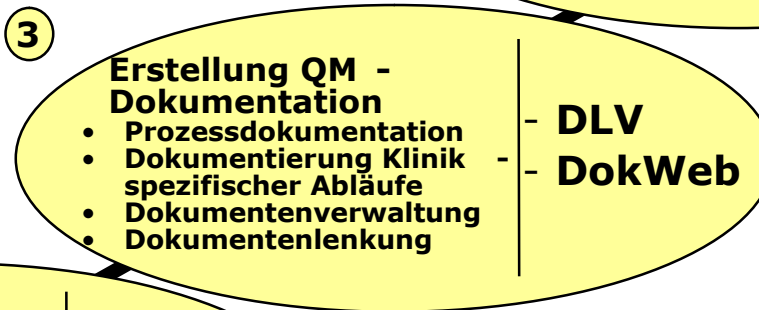 3
Erstellung QM -
Dokumentation
• Prozessdokumentation
• Dokumentierung Klinik -
spezifischer Abläufe
• Dokumentenverwaltung
• Dokumentenlenkung
- DLV
- DokWeb